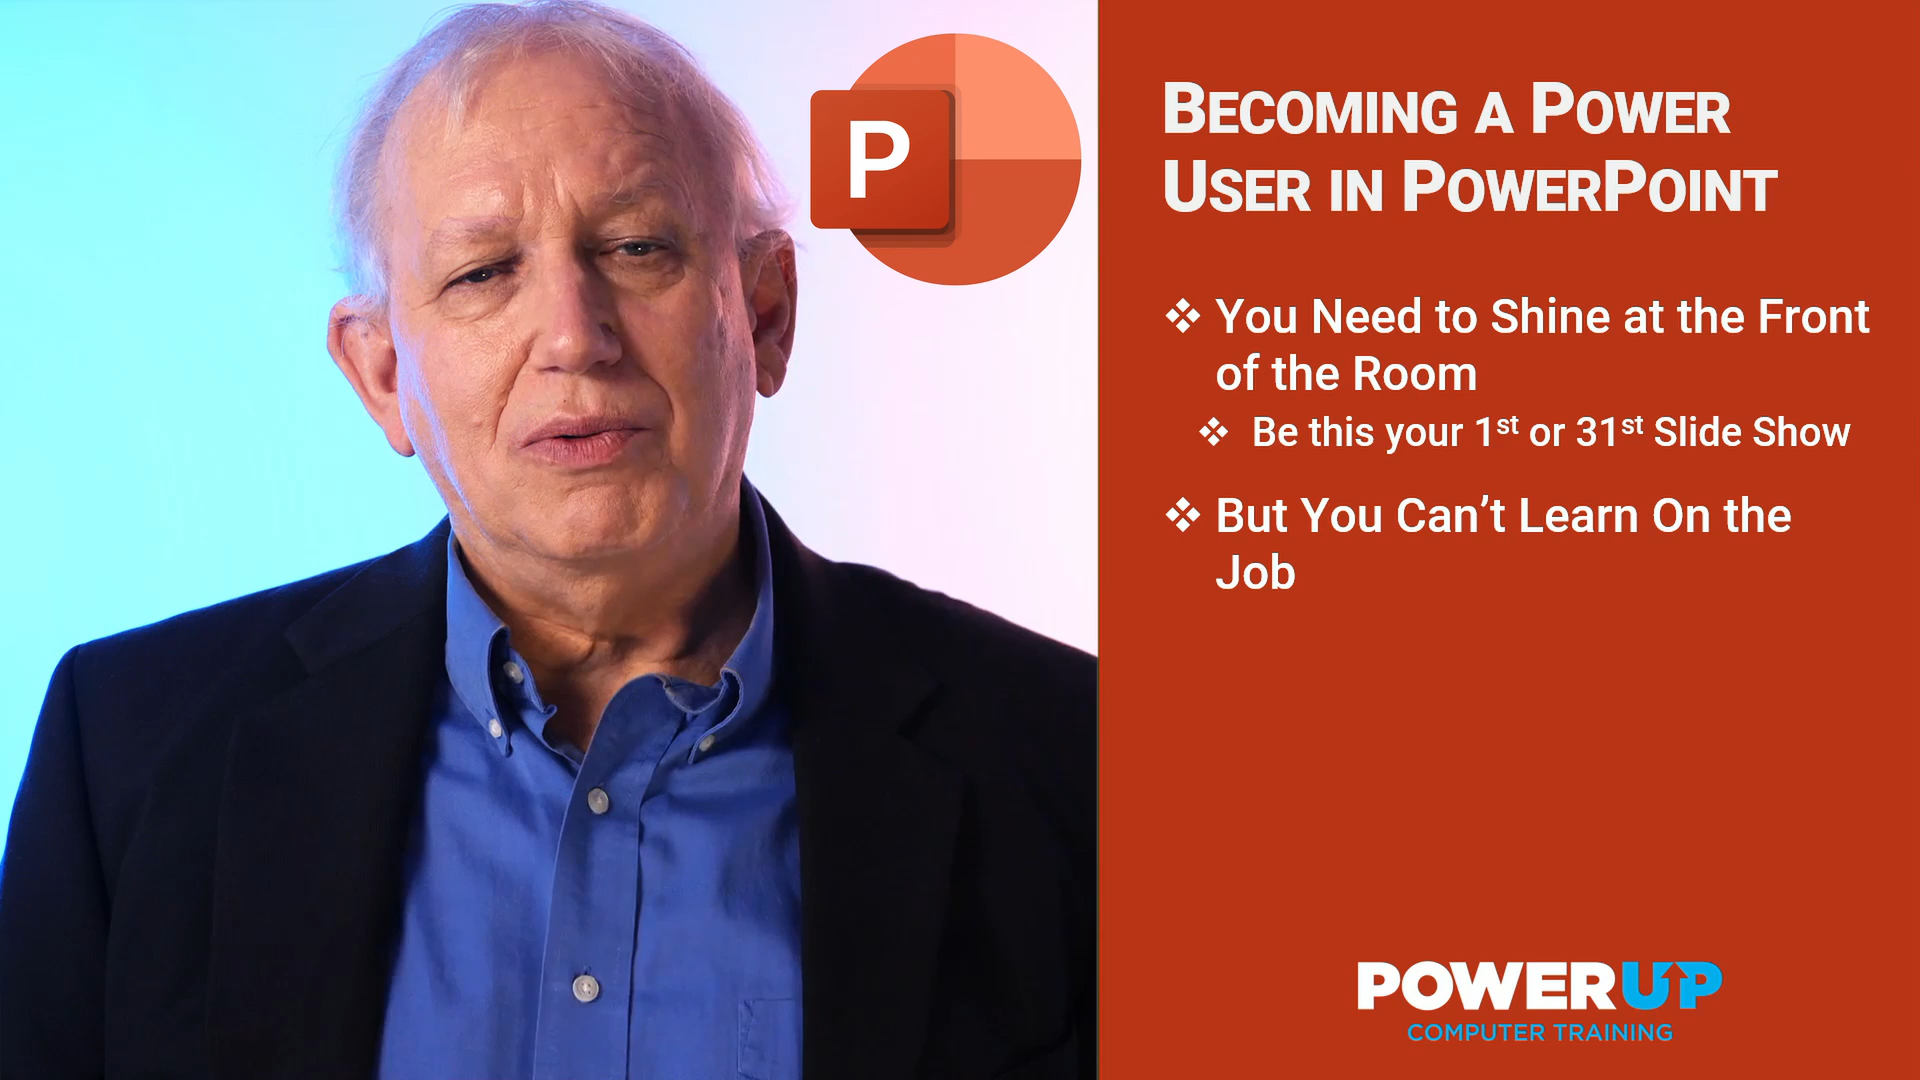 P
BECOMING A POWER
USER IN POWERPOINT
❖ You Need to Shine at the Front
of the Room
❖ Be this your 1st or 31st Slide Show
❖ But You Can’t Learn On the
Job
POWERUP
COMPUTER TRAINING